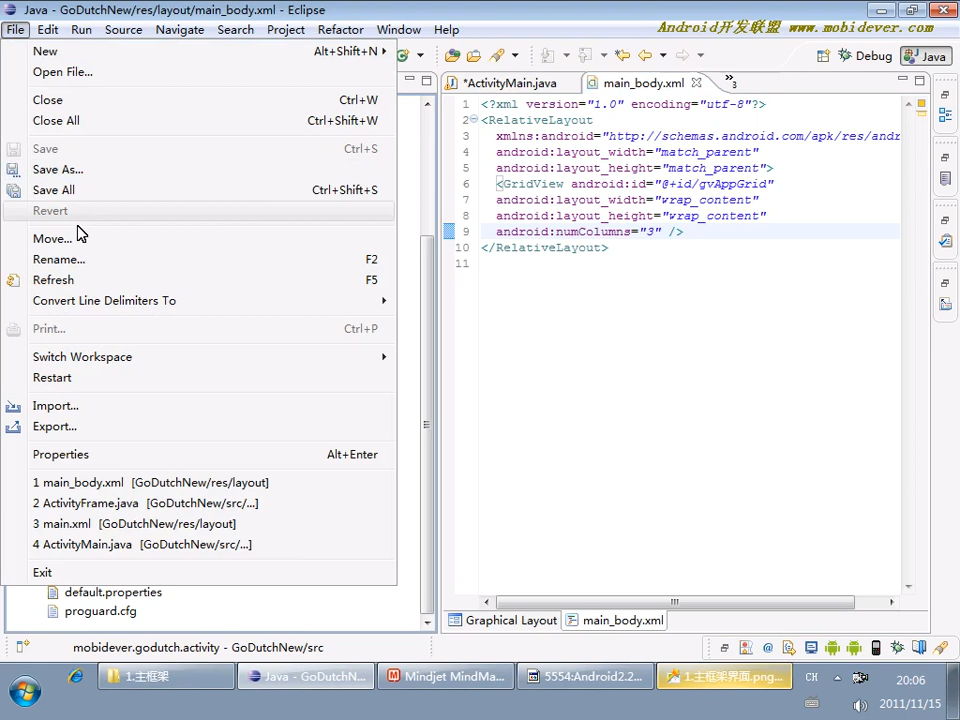 Java - GoDutchNew/res/layout/main_body.xml - Eclipse
File Edit Run Source Navigate Search Project Refactor Window Help
Android开发联盟 www.mobidever.com
New Alt+Shift+N
Open File...
Close Ctrl+W
Close All Ctrl+Shift+W
Save Ctrl+S
Save As...
Save All Ctrl+Shift+S
Revert
Move...
Rename... F2
Refresh F5
Convert Line Delimiters To
Print... Ctrl+P
Switch Workspace
Restart
Import...
Export...
Properties Alt+Enter
1 main_body.xml [GoDutchNew/res/layout]
2 ActivityFrame.java [GoDutchNew/src/...]
3 main.xml [GoDutchNew/res/layout]
4 ActivityMain.java [GoDutchNew/src/...]
Exit
default.properties
proguard.cfg
Debug Java
*ActivityMain.java main_body.xml »3
1 <?xml version="1.0" encoding="utf-8"?>
2 <RelativeLayout
3 xmlns:android="http://schemas.android.com/apk/res/andr
4 android:layout_width="match_parent"
5 android:layout_height="match_parent">
6 <GridView android:id="@+id/gvAppGrid"
7 android:layout_width="wrap_content"
8 android:layout_height="wrap_content"
9 android:numColumns="3" />
10 </RelativeLayout>
11
Graphical Layout main_body.xml
mobidever.godutch.activity - GoDutchNew/src
1.主框架 Java - GoDutchN... Mindjet MindMa... 5554:Android2.2... 1.主框架界面.png... CH 20:06
2011/11/15